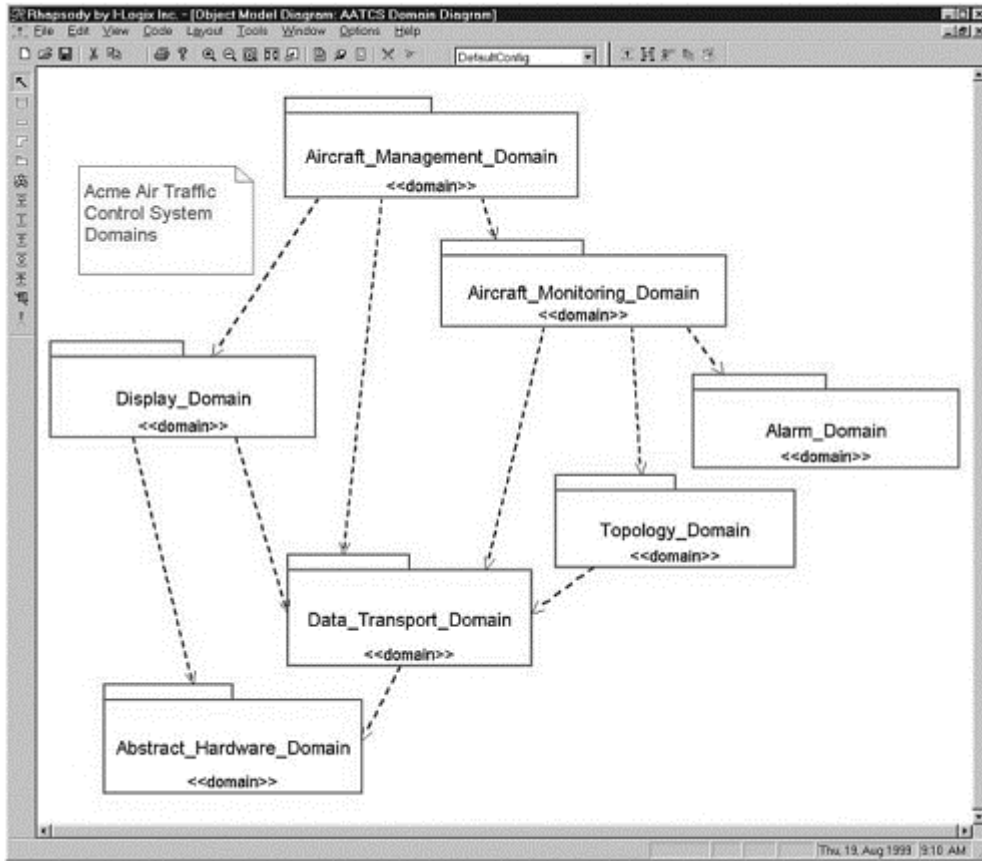 Rhapsody by I-Logix Inc. - [Object Model Diagram: AATCS Domain Diagram]
File Edit View Code Layout Tools Window Options Help
DefaultConfig
Aircraft_Management_Domain
<<domain>>
Acme Air Traffic
Control System
Domains
Aircraft_Monitoring_Domain
<<domain>>
Display_Domain
<<domain>>
Alarm_Domain
<<domain>>
Topology_Domain
<<domain>>
Data_Transport_Domain
<<domain>>
Abstract_Hardware_Domain
<<domain>>
Thu, 19, Aug 1999 9:10 AM